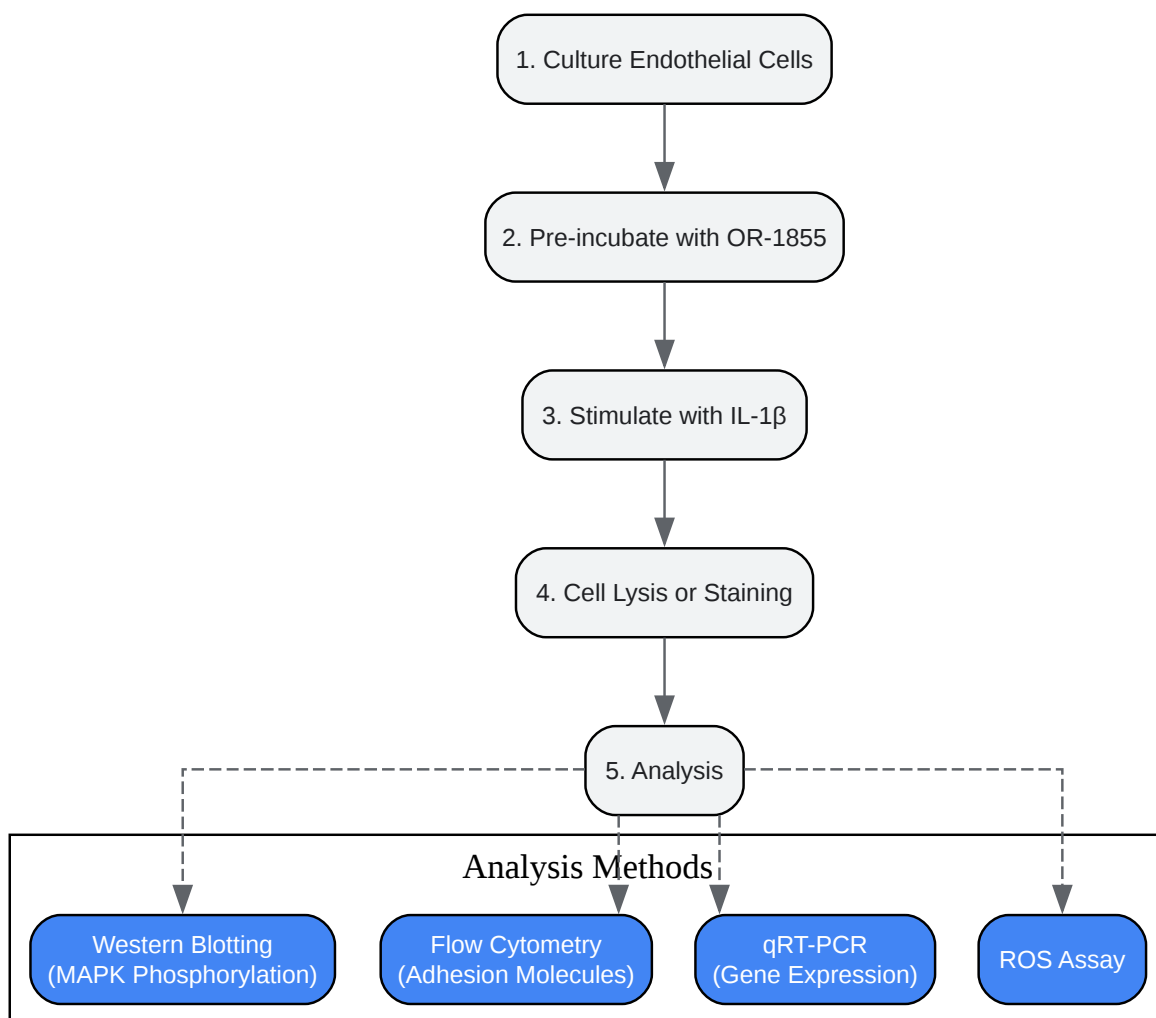 1. Culture Endothelial Cells
2. Pre-incubate with OR-1855
3. Stimulate with IL-1β
4. Cell Lysis or Staining
5. Analysis
Analysis Methods
Western Blotting
(MAPK Phosphorylation)
Flow Cytometry
(Adhesion Molecules)
qRT-PCR
(Gene Expression)
ROS Assay